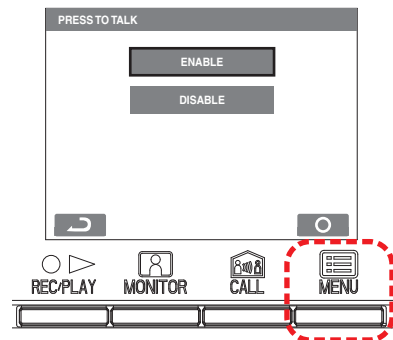 PRESS TO TALK
ENABLE
DISABLE
REC/PLAY MONITOR CALL MENU